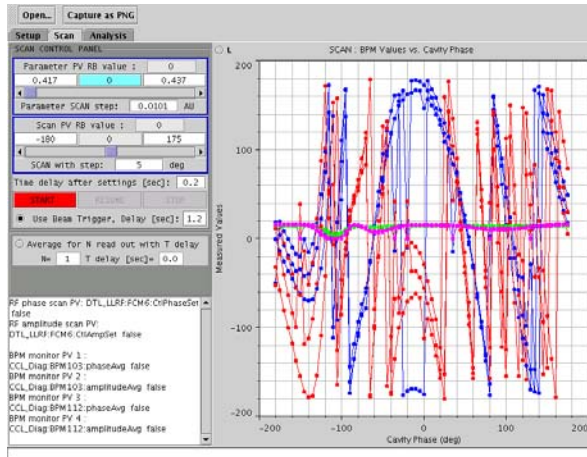 Open...
Capture as PNG
Setup Scan Analysis
SCAN CONTROL PANEL
Parameter PV RB value : 0
0.417 0 0.437
Parameter SCAN step: 0.0101 AU
Scan PV RB value : 0
-180 0 175
SCAN with step: 5 deg
Time delay after settings [sec]: 0.2
START RESUME STOP
Use Beam Trigger, Delay [sec]: 1.2
Average for N read out with T delay
N= 1 T delay [sec]= 0.0
RF phase scan PV: DTL_LLRF:FCM6:CtlPhaseSet
false
RF amplitude scan PV:
DTL_LLRF:FCM6:CtlAmpSet false
BPM monitor PV 1 :
CCL_Diag:BPM103:phaseAvg false
BPM monitor PV 2 :
CCL_Diag:BPM103:amplitudeAvg false
BPM monitor PV 3 :
CCL_Diag:BPM112:phaseAvg false
BPM monitor PV 4 :
CCL_Diag:BPM112:amplitudeAvg false
L
SCAN : BPM Values vs. Cavity Phase
Measured Values
200
100
0
-100
-200
-200 -100 0 100 200
Cavity Phase (deg)